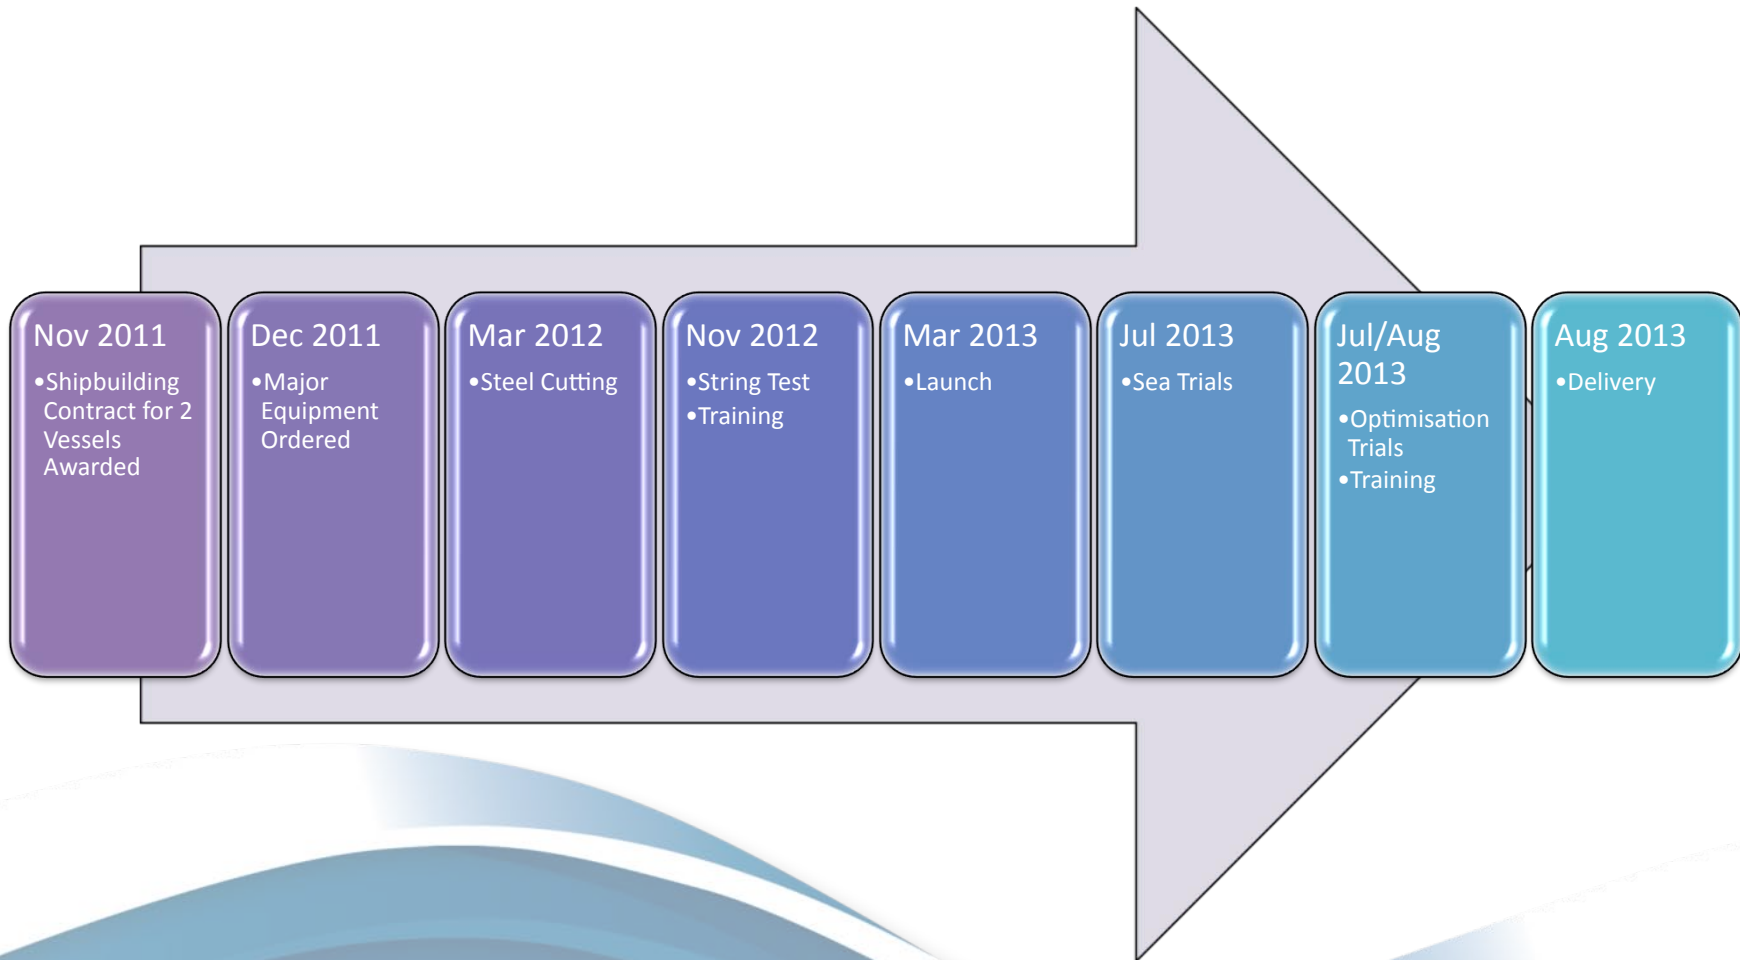 Nov 2011
•Shipbuilding
Contract for 2
Vessels
Awarded
Dec 2011
•Major
Equipment
Ordered
Mar 2012
•Steel Cutting
Nov 2012
•String Test
•Training
Mar 2013
•Launch
Jul 2013
•Sea Trials
Jul/Aug
2013
•Optimisation
Trials
•Training
Aug 2013
•Delivery